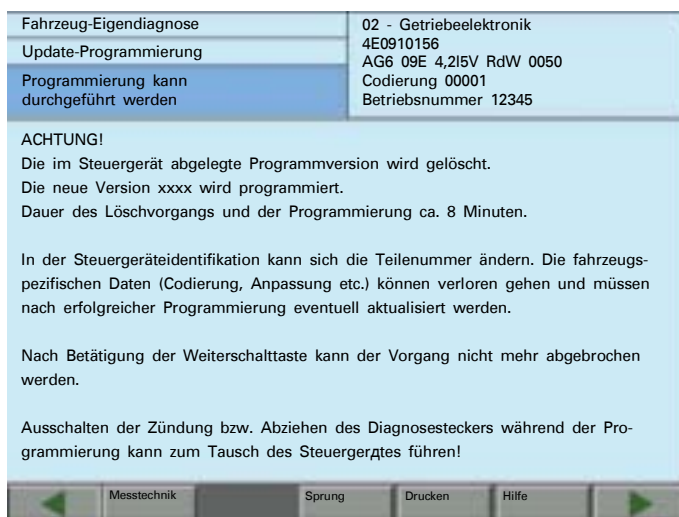 Fahrzeug-Eigendiagnose
Update-Programmierung
Programmierung kann
durchgeführt werden
02 - Getriebeelektronik
4E0910156
AG6 09E 4,2l5V RdW 0050
Codierung 00001
Betriebsnummer 12345
ACHTUNG!
Die im Steuergerät abgelegte Programmversion wird gelöscht.
Die neue Version xxxx wird programmiert.
Dauer des Löschvorgangs und der Programmierung ca. 8 Minuten.
In der Steuergeräteidentifikation kann sich die Teilenummer ändern. Die fahrzeugs-
pezifischen Daten (Codierung, Anpassung etc.) können verloren gehen und müssen
nach erfolgreicher Programmierung eventuell aktualisiert werden.
Nach Betätigung der Weiterschalttaste kann der Vorgang nicht mehr abgebrochen
werden.
Ausschalten der Zündung bzw. Abziehen des Diagnosesteckers während der Pro-
grammierung kann zum Tausch des Steuergerдtes führen!
Messtechnik
Sprung
Drucken
Hilfe